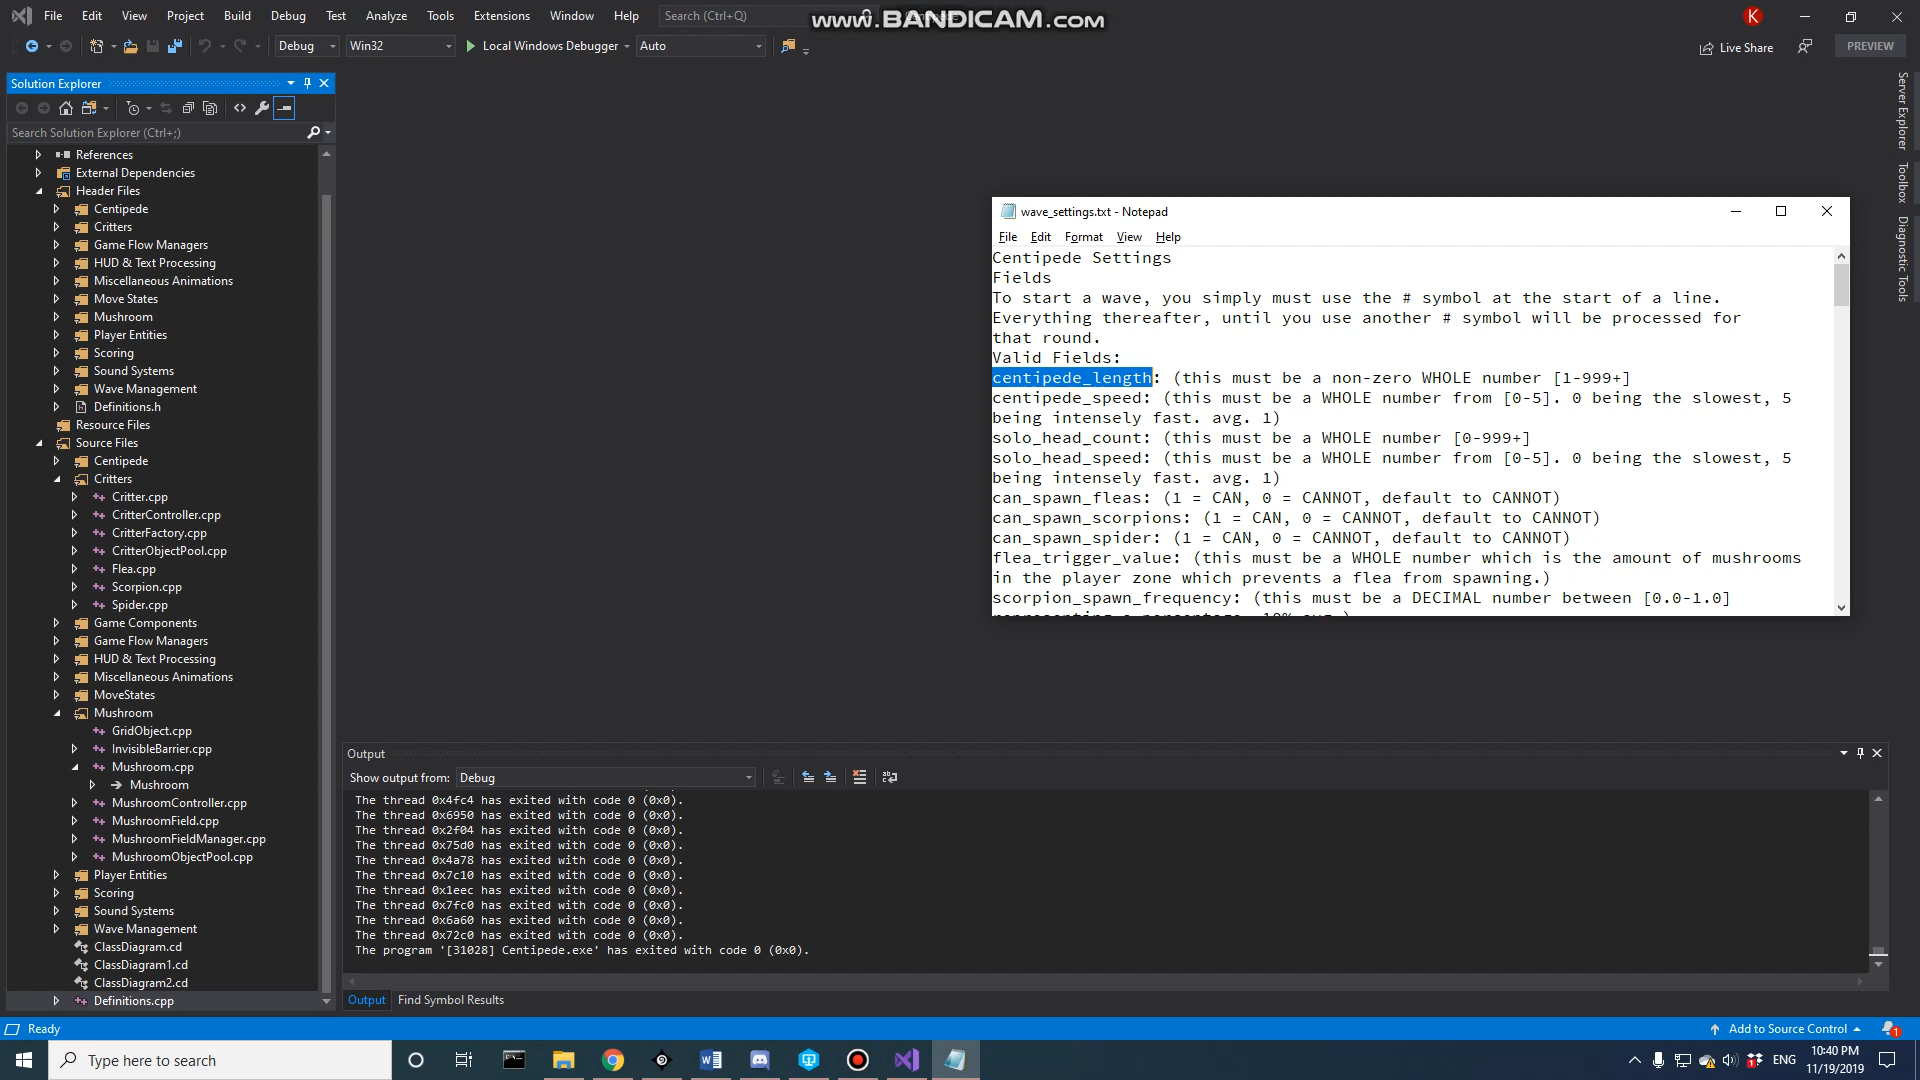 File Edit View Project Build Debug Test Analyze Tools Extensions Window Help Search (Ctrl+Q)
www.BANDICAM.com
K
Debug Win32 Local Windows Debugger Auto
Live Share PREVIEW
Solution Explorer
Search Solution Explorer (Ctrl+;)
References
External Dependencies
Header Files
Centipede
Critters
Game Flow Managers
HUD & Text Processing
Miscellaneous Animations
Move States
Mushroom
Player Entities
Scoring
Sound Systems
Wave Management
Definitions.h
Resource Files
Source Files
Centipede
Critters
Critter.cpp
CritterController.cpp
CritterFactory.cpp
CritterObjectPool.cpp
Flea.cpp
Scorpion.cpp
Spider.cpp
Game Components
Game Flow Managers
HUD & Text Processing
Miscellaneous Animations
MoveStates
Mushroom
GridObject.cpp
InvisibleBarrier.cpp
Mushroom.cpp
Mushroom
MushroomController.cpp
MushroomField.cpp
MushroomFieldManager.cpp
MushroomObjectPool.cpp
Player Entities
Scoring
Sound Systems
Wave Management
ClassDiagram.cd
ClassDiagram1.cd
ClassDiagram2.cd
Definitions.cpp
wave_settings.txt - Notepad
File Edit Format View Help
Centipede Settings
Fields
To start a wave, you simply must use the # symbol at the start of a line.
Everything thereafter, until you use another # symbol will be processed for
that round.
Valid Fields:
centipede_length: (this must be a non-zero WHOLE number [1-999+]
centipede_speed: (this must be a WHOLE number from [0-5]. 0 being the slowest, 5
being intensely fast. avg. 1)
solo_head_count: (this must be a WHOLE number [0-999+]
solo_head_speed: (this must be a WHOLE number from [0-5]. 0 being the slowest, 5
being intensely fast. avg. 1)
can_spawn_fleas: (1 = CAN, 0 = CANNOT, default to CANNOT)
can_spawn_scorpions: (1 = CAN, 0 = CANNOT, default to CANNOT)
can_spawn_spider: (1 = CAN, 0 = CANNOT, default to CANNOT)
flea_trigger_value: (this must be a WHOLE number which is the amount of mushrooms
in the player zone which prevents a flea from spawning.)
scorpion_spawn_frequency: (this must be a DECIMAL number between [0.0-1.0]
Server Explorer
Toolbox
Diagnostic Tools
Output
Show output from: Debug
The thread 0x4fc4 has exited with code 0 (0x0).
The thread 0x6950 has exited with code 0 (0x0).
The thread 0x2f04 has exited with code 0 (0x0).
The thread 0x75d0 has exited with code 0 (0x0).
The thread 0x4a78 has exited with code 0 (0x0).
The thread 0x7c10 has exited with code 0 (0x0).
The thread 0x1eec has exited with code 0 (0x0).
The thread 0x7fc0 has exited with code 0 (0x0).
The thread 0x6a60 has exited with code 0 (0x0).
The thread 0x72c0 has exited with code 0 (0x0).
The program '[31028] Centipede.exe' has exited with code 0 (0x0).
Output Find Symbol Results
Ready Add to Source Control 1
Type here to search
ENG
10:40 PM
11/19/2019